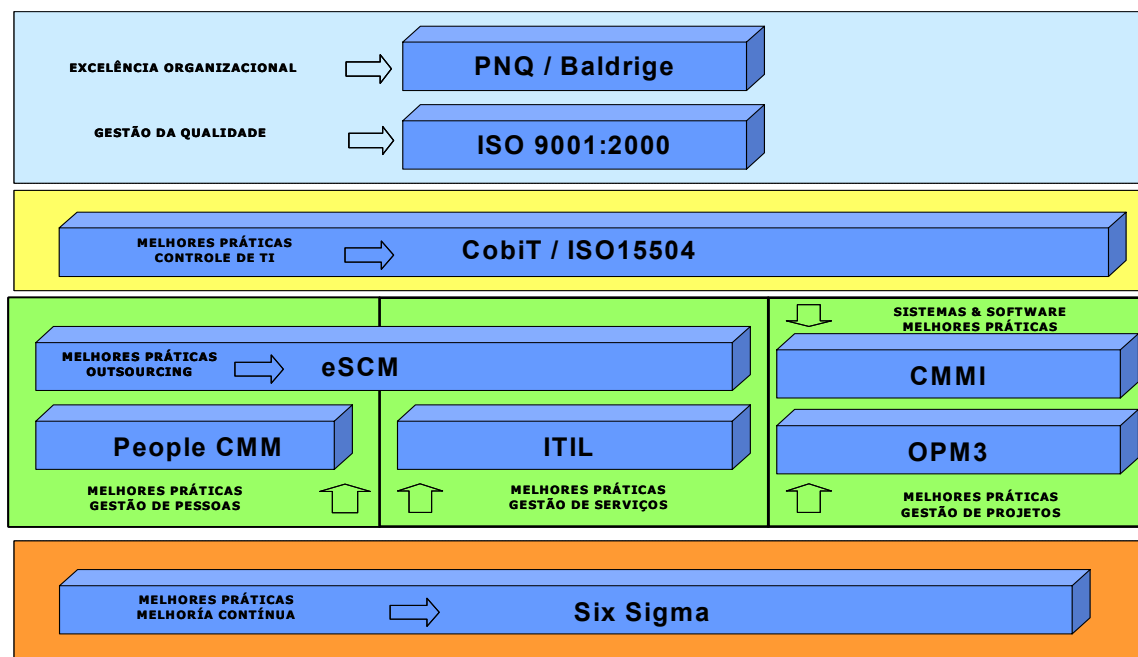 EXCELÊNCIA ORGANIZACIONAL
PNQ / Baldrige
GESTÃO DA QUALIDADE
ISO 9001:2000
MELHORES PRÁTICAS
CONTROLE DE TI
CobiT / ISO15504
MELHORES PRÁTICAS
OUTSOURCING
eSCM
SISTEMAS & SOFTWARE
MELHORES PRÁTICAS
CMMI
People CMM
ITIL
OPM3
MELHORES PRÁTICAS
GESTÃO DE PESSOAS
MELHORES PRÁTICAS
GESTÃO DE SERVIÇOS
MELHORES PRÁTICAS
GESTÃO DE PROJETOS
MELHORES PRÁTICAS
MELHORÍA CONTÍNUA
Six Sigma